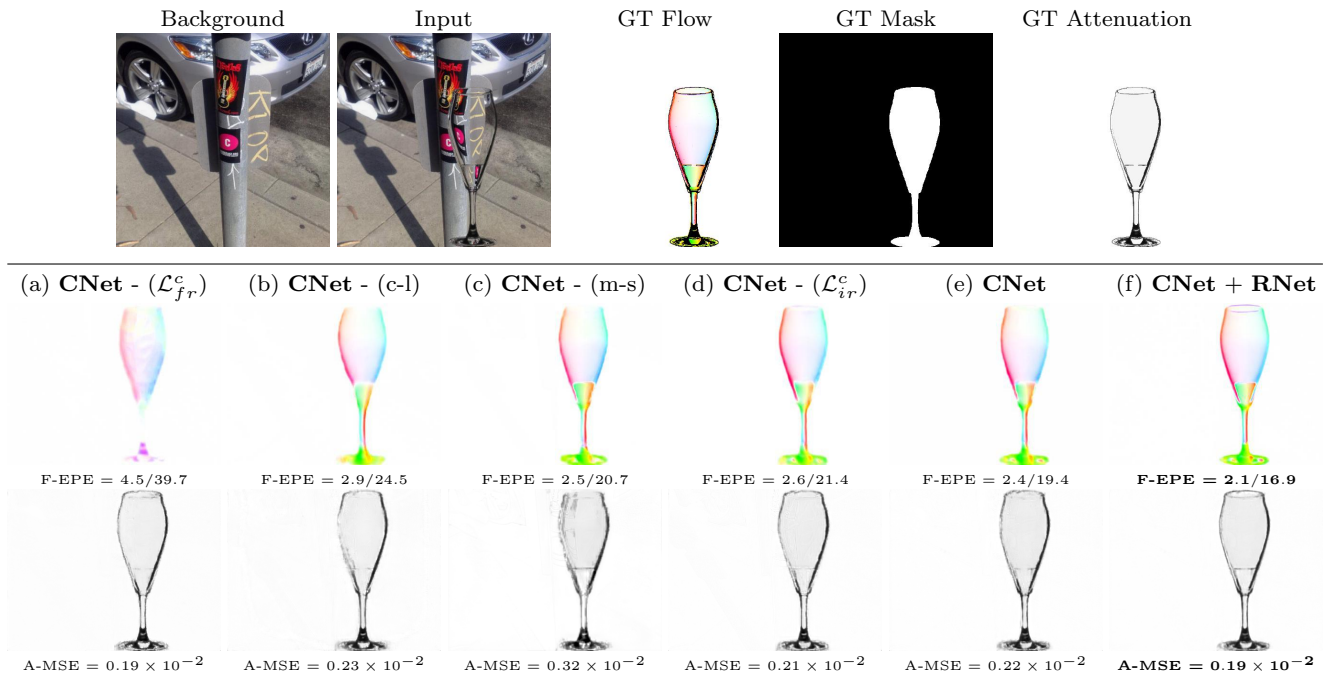 Background Input GT Flow GT Mask GT Attenuation
(a) CNet - (𝓛ᶜ_fr) (b) CNet - (c-l) (c) CNet - (m-s) (d) CNet - (𝓛ᶜ_ir) (e) CNet (f) CNet + RNet
F-EPE = 4.5/39.7 F-EPE = 2.9/24.5 F-EPE = 2.5/20.7 F-EPE = 2.6/21.4 F-EPE = 2.4/19.4 F-EPE = 2.1/16.9
A-MSE = 0.19 × 10⁻² A-MSE = 0.23 × 10⁻² A-MSE = 0.32 × 10⁻² A-MSE = 0.21 × 10⁻² A-MSE = 0.22 × 10⁻² A-MSE = 0.19 × 10⁻²